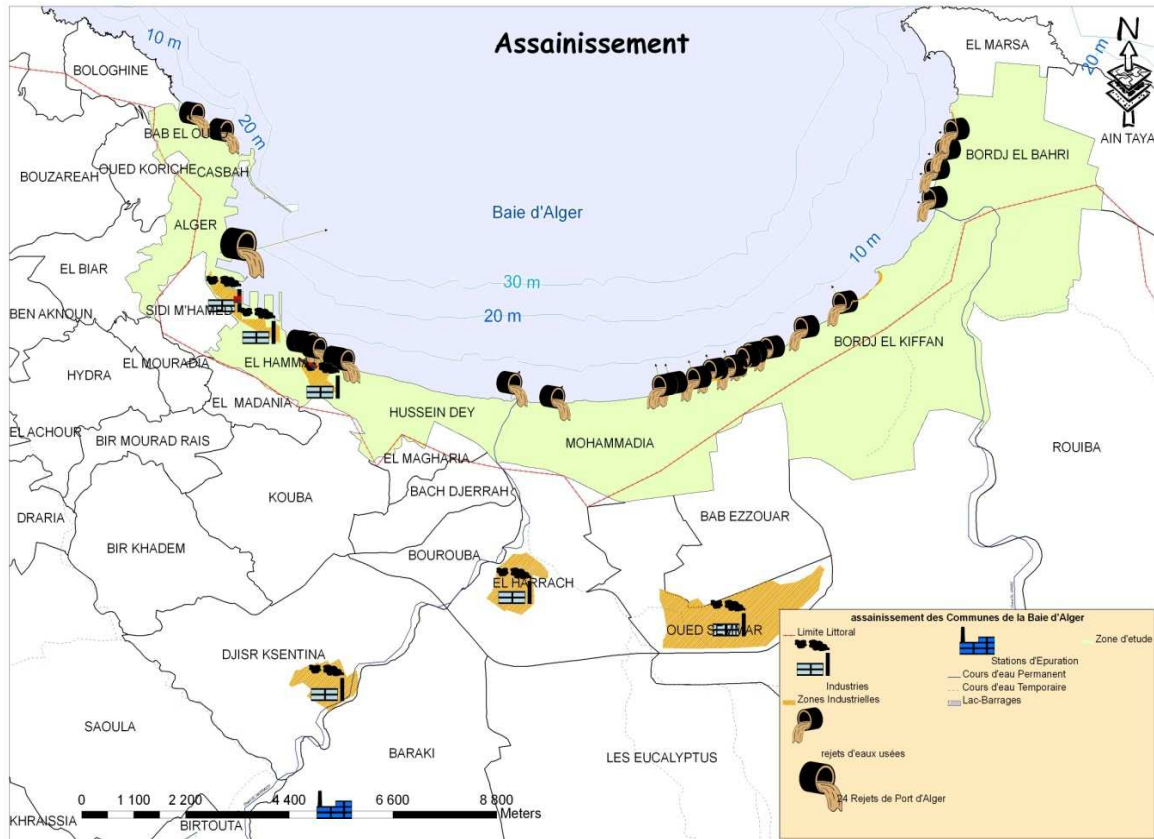 Assainissement
N
10 m
20 m
BOLOGHINE
EL MARSA
20 m
BAB EL OU
AIN TAYA
BORDJ EL BAHRI
OUED KORICHE
CASBAH
BOUZAREAH
Baie d'Alger
ALGER
10 m
EL BIAR
30 m
SIDI M'HAMED
20 m
BEN AKNOUN
BORDJ EL KIFFAN
EL MOURADIA
EL HAMMA
HYDRA
EL MADANIA
HUSSEIN DEY
EL ACHOUR
BIR MOURAD RAIS
MOHAMMADIA
ROUIBA
EL MAGHARIA
KOUBA
BACH DJERRAH
DRARIA
BAB EZZOUAR
BIR KHADEM
BOUROUBA
EL HARRACH
OUED SEMMAR
DJISR KSENTINA
SAOULA
BARAKI
LES EUCALYPTUS
KHRAISSIA
BIRTOUTA
0 1 100 2 200 4 400 6 600 8 800
Meters
assainissement des Communes de la Baie d'Alger
Limite Littoral
Industries
Zones Industrielles
rejets d'eaux usées
24 Rejets de Port d'Alger
Zone d'etude
Stations d'Epuration
Cours d'eau Permanent
Cours d'eau Temporaire
Lac-Barrages